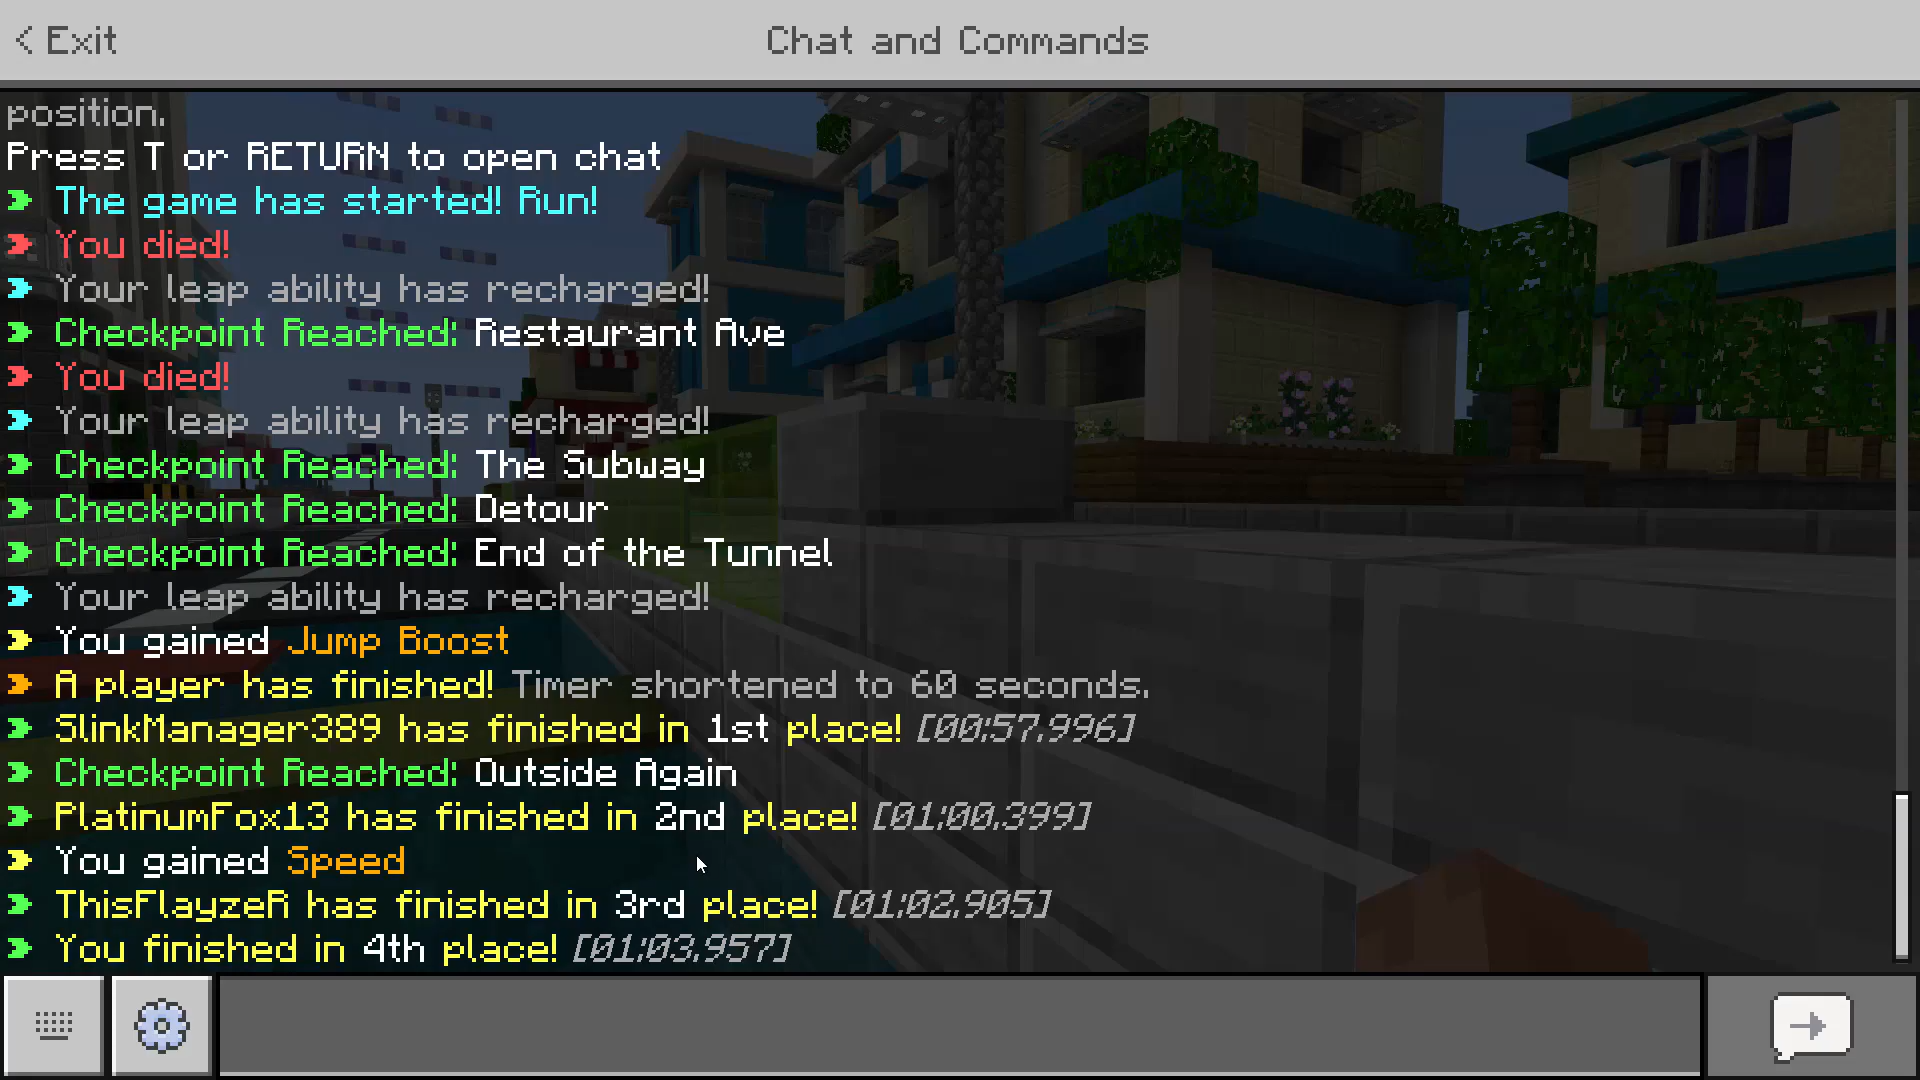 < Exit
Chat and Commands
position.
Press T or RETURN to open chat
The game has started! Run!
You died!
Your leap ability has recharged!
Checkpoint Reached: Restaurant Ave
You died!
Your leap ability has recharged!
Checkpoint Reached: The Subway
Checkpoint Reached: Detour
Checkpoint Reached: End of the Tunnel
Your leap ability has recharged!
You gained Jump Boost
A player has finished! Timer shortened to 60 seconds.
SlinkManager389 has finished in 1st place! [00:57.996]
Checkpoint Reached: Outside Again
PlatinumFox13 has finished in 2nd place! [01:00.399]
You gained Speed
ThisFlayzeR has finished in 3rd place! [01:02.905]
You finished in 4th place! [01:03.957]